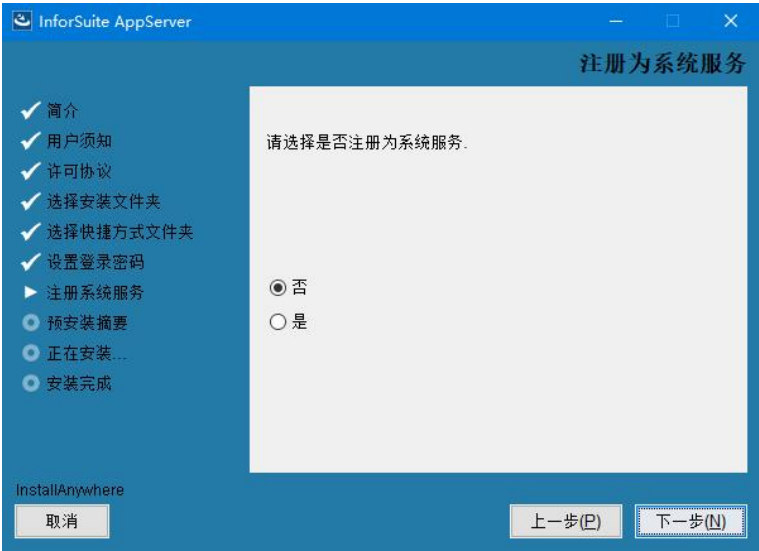 InforSuite AppServer
注册为系统服务
简介
用户须知
许可协议
选择安装文件夹
选择快捷方式文件夹
设置登录密码
注册系统服务
预安装摘要
正在安装...
安装完成
请选择是否注册为系统服务.
否
是
InstallAnywhere
取消
上一步(P)
下一步(N)